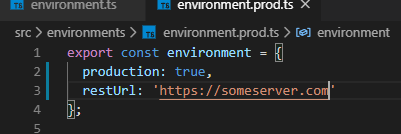 environment.ts
environment.prod.ts
src > environments > environment.prod.ts > environment
1 export const environment = {
2 production: true,
3 restUrl: 'https://someserver.com'
4 };
5